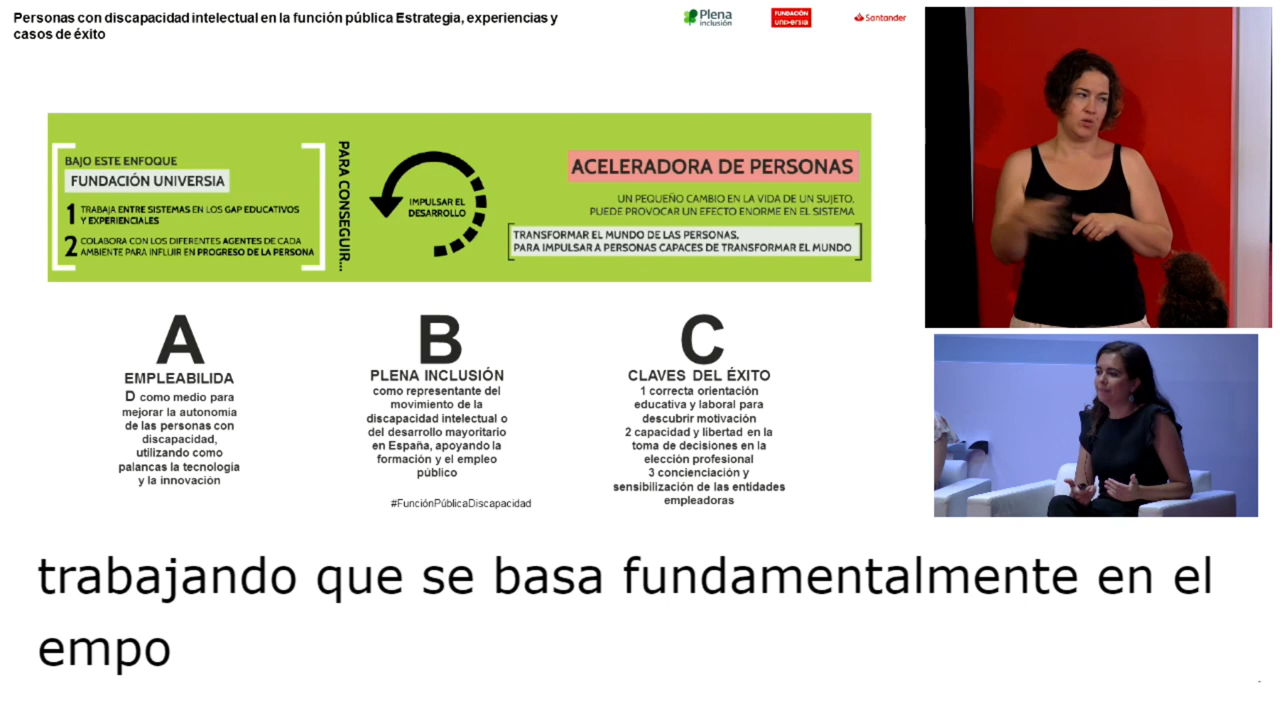 Personas con discapacidad intelectual en la función pública Estrategia, experiencias y
casos de éxito
Plena
inclusión
FUNDACIÓN
UNIVERSIA
Santander
BAJO ESTE ENFOQUE
FUNDACIÓN UNIVERSIA
1 TRABAJA ENTRE SISTEMAS EN LOS GAP EDUCATIVOS
Y EXPERIENCIALES
2 COLABORA CON LOS DIFERENTES AGENTES DE CADA
AMBIENTE PARA INFLUIR EN PROGRESO DE LA PERSONA
PARA CONSEGUIR...
IMPULSAR EL
DESARROLLO
ACELERADORA DE PERSONAS
UN PEQUEÑO CAMBIO EN LA VIDA DE UN SUJETO,
PUEDE PROVOCAR UN EFECTO ENORME EN EL SISTEMA
TRANSFORMAR EL MUNDO DE LAS PERSONAS,
PARA IMPULSAR A PERSONAS CAPACES DE TRANSFORMAR EL MUNDO
A
EMPLEABILIDA
D como medio para
mejorar la autonomia
de las personas con
discapacidad,
utilizando como
palancas la tecnología
y la innovación
B
PLENA INCLUSIÓN
como representante del
movimiento de la
discapacidad intelectual o
del desarrollo mayoritario
en España, apoyando la
formación y el empleo
público
#FunciónPúblicaDiscapacidad
C
CLAVES DEL ÉXITO
1 correcta orientación
educativa y laboral para
descubrir motivación
2 capacidad y libertad en la
toma de decisiones en la
elección profesional
3 concienciación y
sensibilización de las entidades
empleadoras
trabajando que se basa fundamentalmente en el
empo